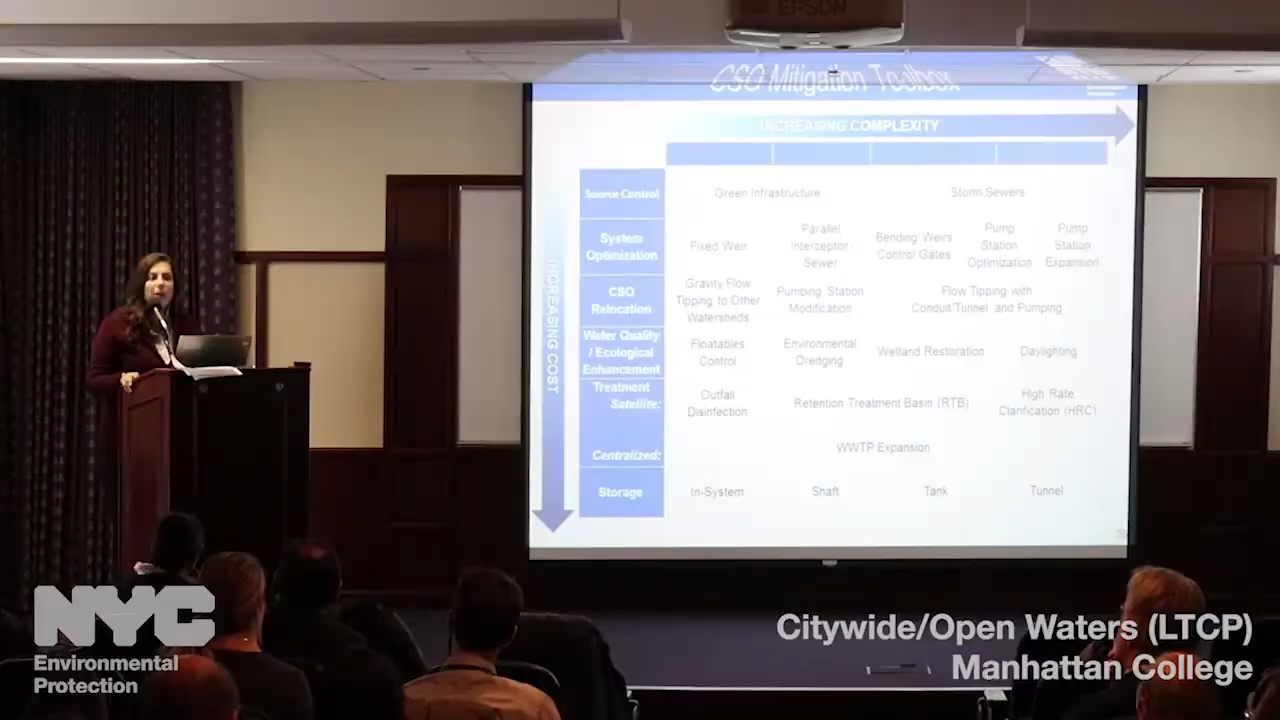 EPSON
CSO Mitigation Toolbox
INCREASING COMPLEXITY
INCREASING COST
Source Control
Green Infrastructure
Storm Sewers
System
Optimization
Fixed Weir
Parallel
Interceptor/
Sewer
Bending Weirs
Control Gates
Pump
Station
Optimization
Pump
Station
Expansion
CSO
Relocation
Gravity Flow
Tipping to Other
Watersheds
Pumping Station
Modification
Flow Tipping with
Conduit/Tunnel and Pumping
Water Quality
/ Ecological
Enhancement
Floatables
Control
Environmental
Dredging
Wetland Restoration
Daylighting
Treatment
Satellite:
Outfall
Disinfection
Retention Treatment Basin (RTB)
High Rate
Clarification (HRC)
Centralized:
WWTP Expansion
Storage
In-System
Shaft
Tank
Tunnel
NYC
Environmental
Protection
Citywide/Open Waters (LTCP)
Manhattan College